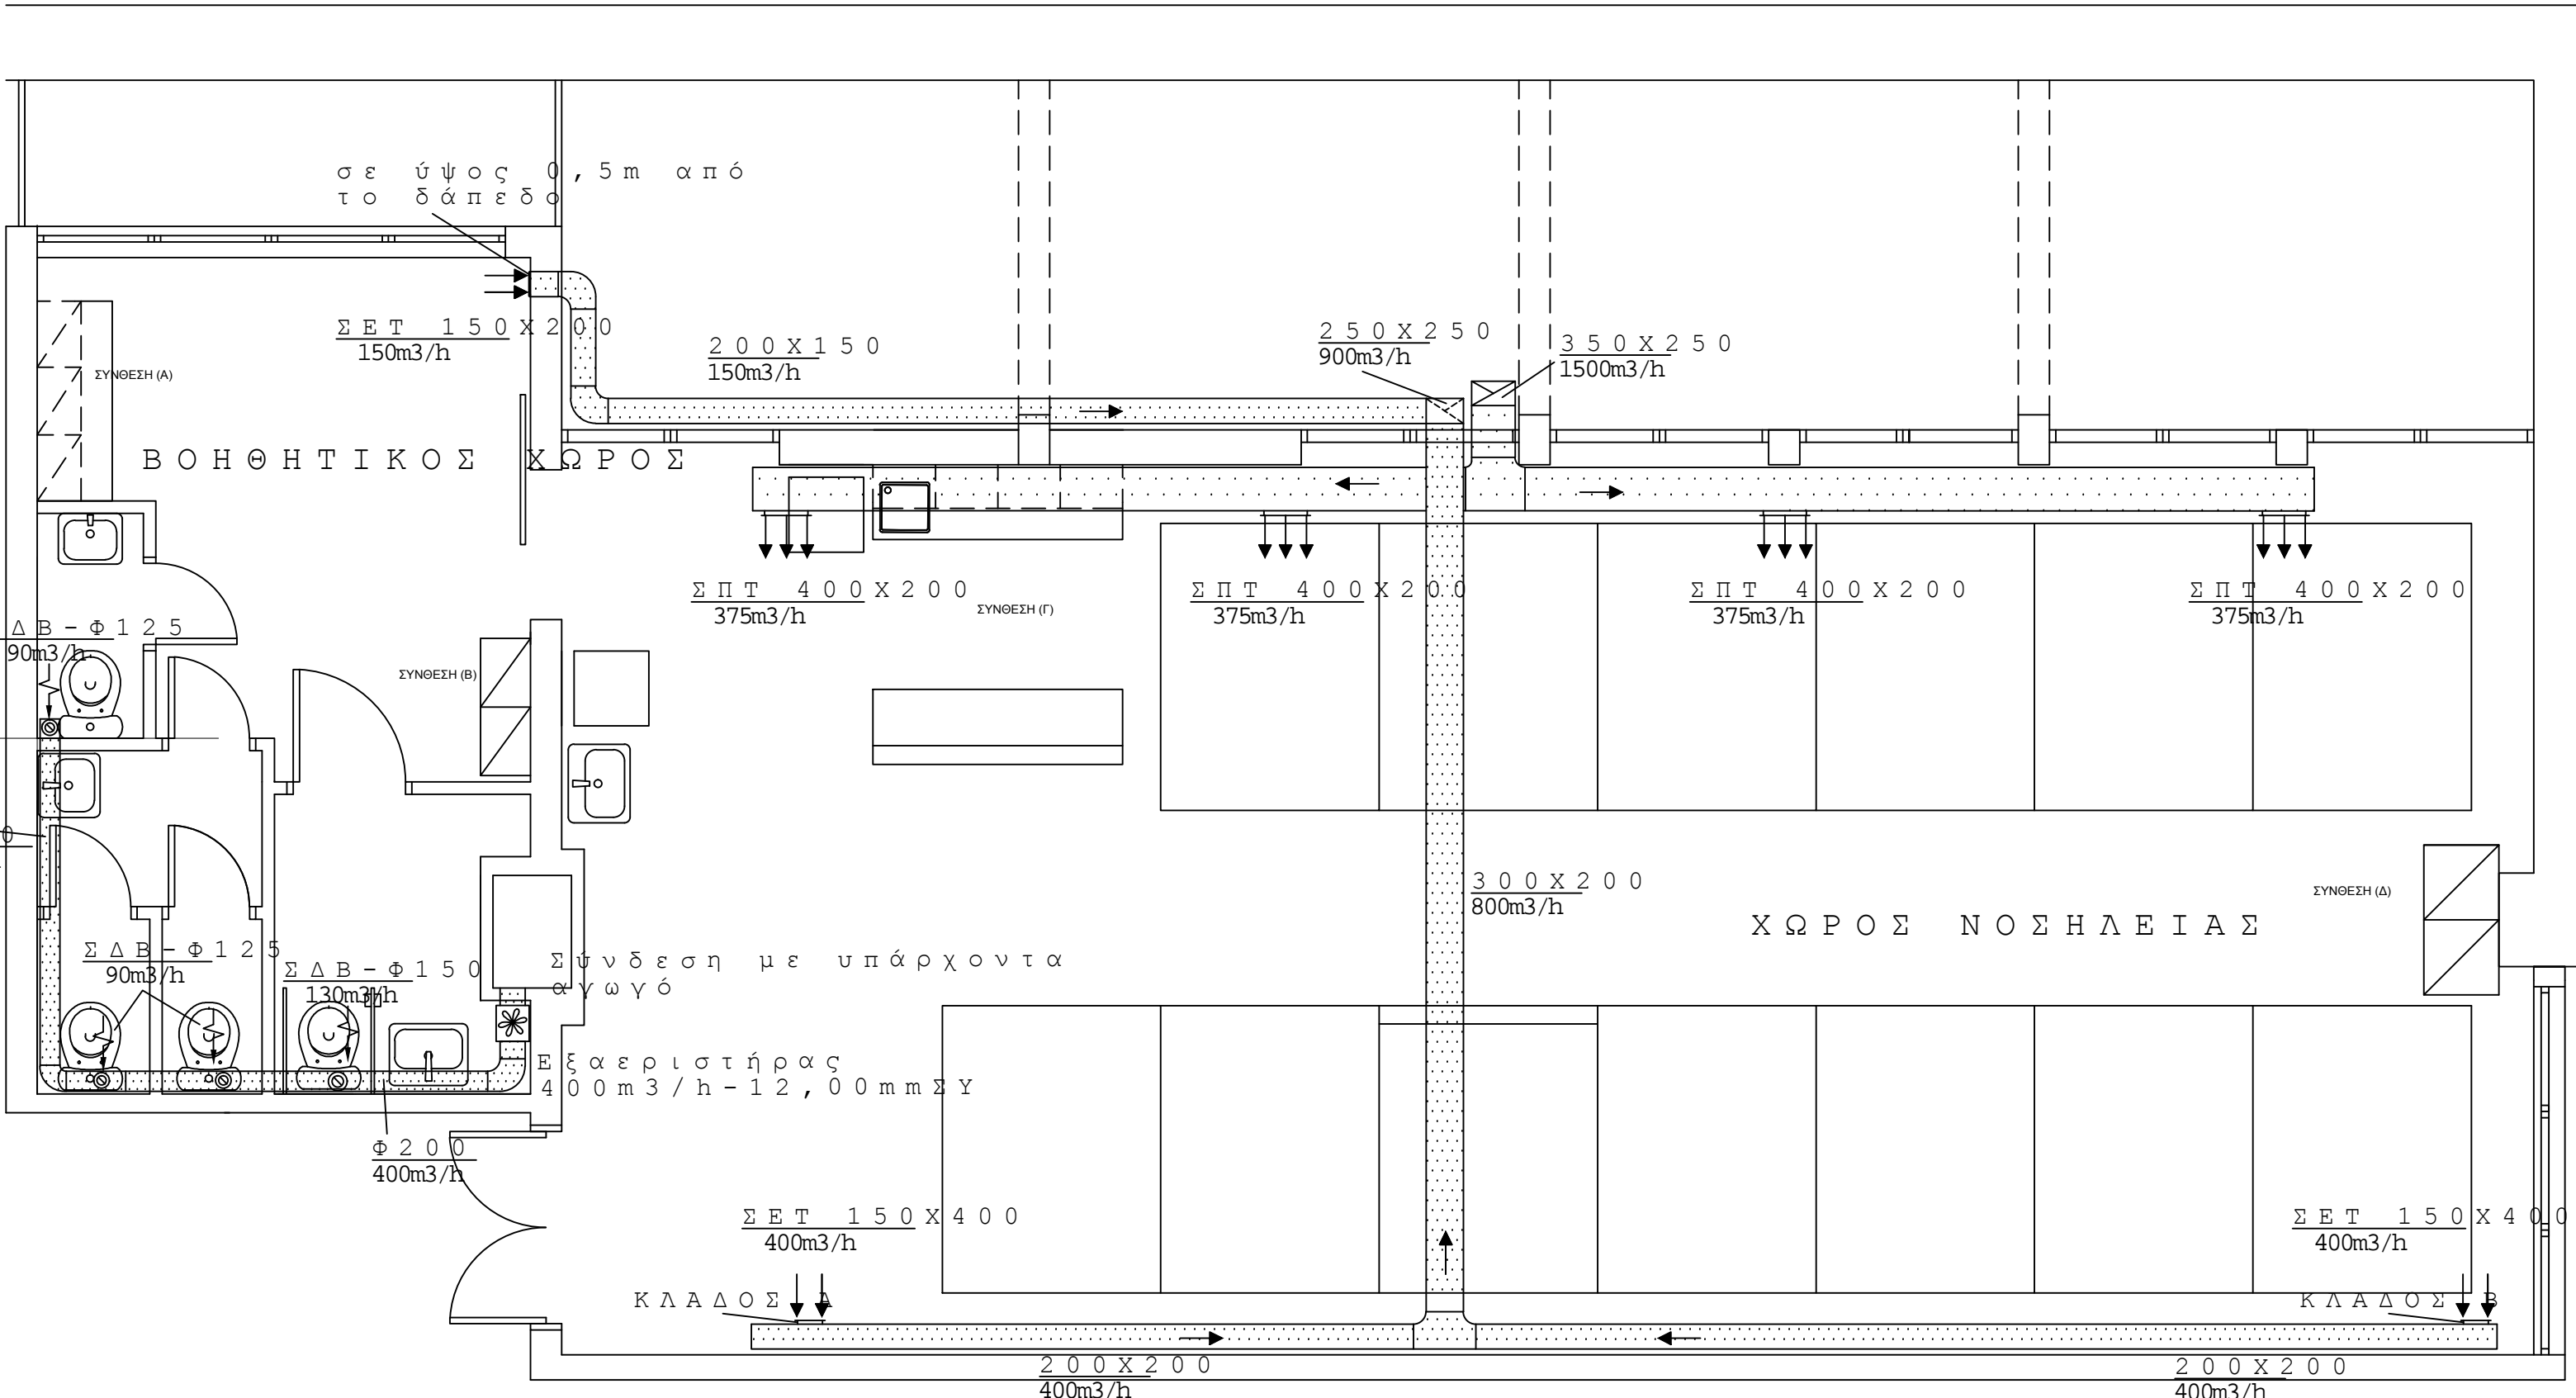 σε ύψος 0,5m από
το δάπεδο
ΣΕΤ 150Χ200
150m3/h
200Χ150
150m3/h
250Χ250
900m3/h
350Χ250
1500m3/h
ΣΥΝΘΕΣΗ (Α)
ΒΟΗΘΗΤΙΚΟΣ ΧΩΡΟΣ
ΣΠΤ 400Χ200
375m3/h
ΣΠΤ 400Χ200
375m3/h
ΣΠΤ 400Χ200
375m3/h
ΣΠΤ 400Χ200
375m3/h
ΣΥΝΘΕΣΗ (Γ)
ΔΒ-Φ125
90m3/h
ΣΥΝΘΕΣΗ (Β)
0
300Χ200
800m3/h
ΣΥΝΘΕΣΗ (Δ)
ΧΩΡΟΣ ΝΟΣΗΛΕΙΑΣ
ΣΔΒ-Φ125
90m3/h
ΣΔΒ-Φ150
130m3/h
Σύνδεση με υπάρχοντα
αγωγό
Εξαεριστήρας
400m3/h-12,00mmΣΥ
Φ200
400m3/h
ΣΕΤ 150Χ400
400m3/h
ΣΕΤ 150Χ400
400m3/h
ΚΛΑΔΟΣ Α
ΚΛΑΔΟΣ Β
200Χ200
400m3/h
200Χ200
400m3/h